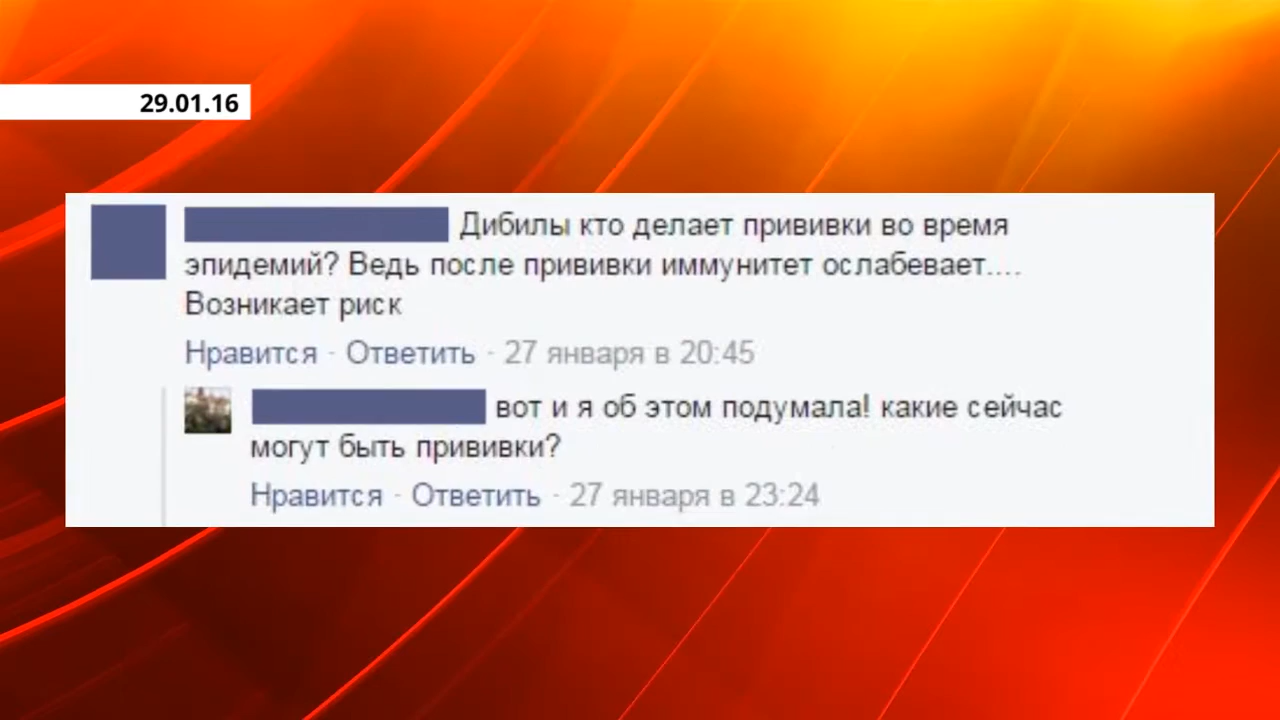 29.01.16
Дибилы кто делает прививки во время
эпидемий? Ведь после прививки иммунитет ослабевает....
Возникает риск
Нравится · Ответить · 27 января в 20:45
вот и я об этом подумала! какие сейчас
могут быть прививки?
Нравится · Ответить · 27 января в 23:24